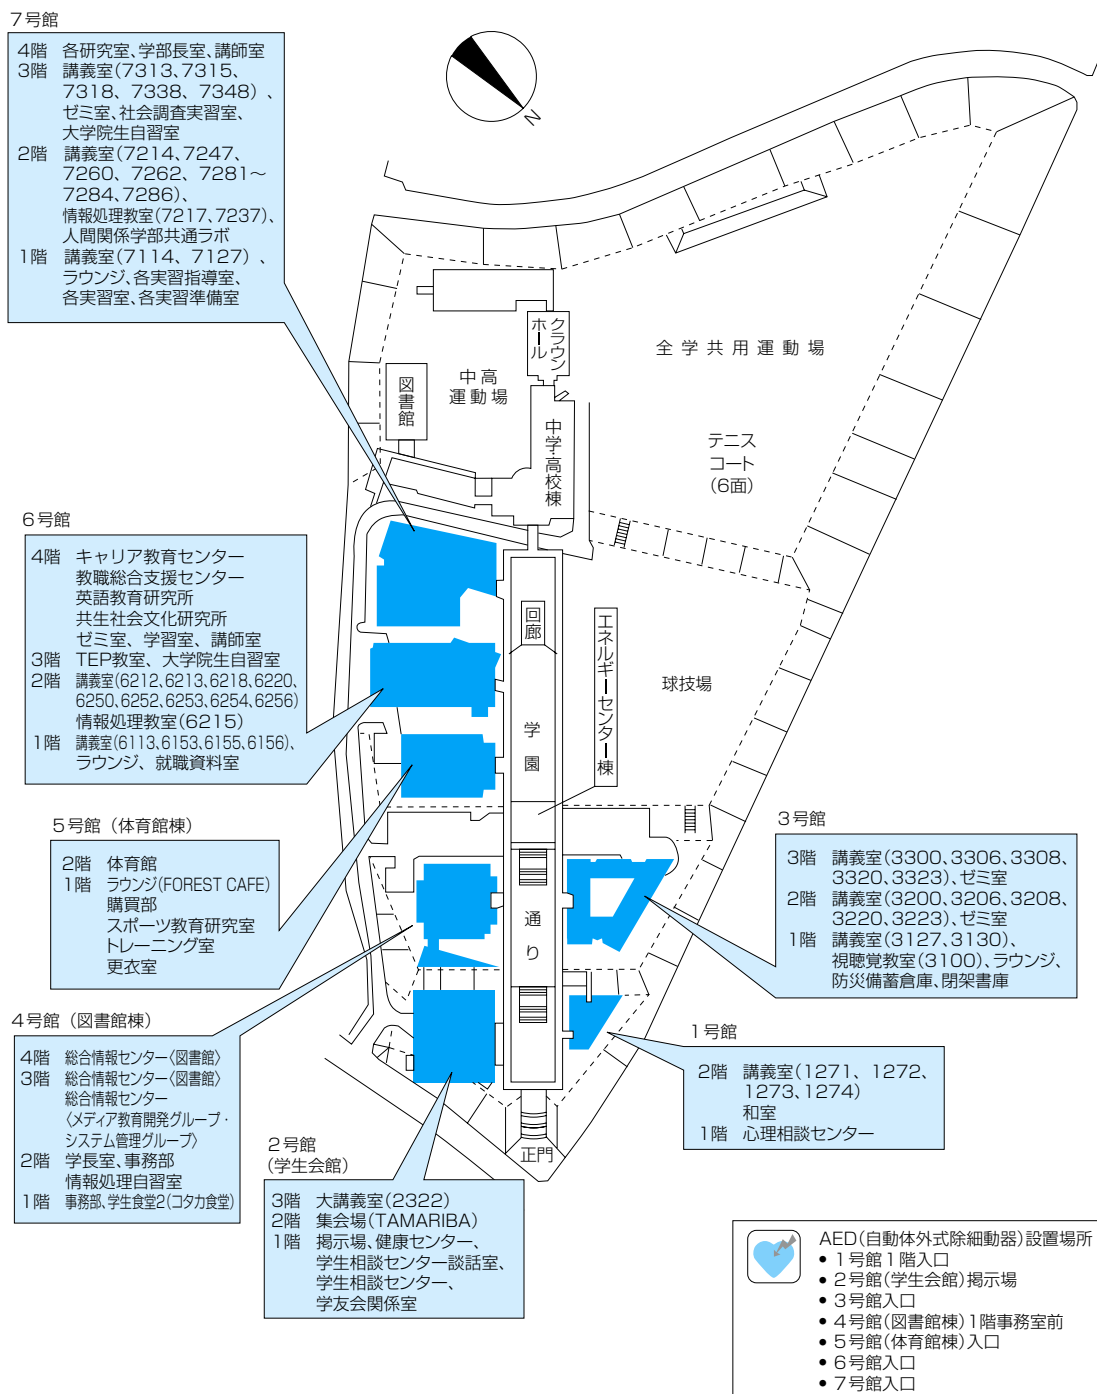 7号館
4階 各研究室、学部長室、講師室
3階 講義室(7313、7315、
7318、7338、7348)、
ゼミ室、社会調査実習室、
大学院生自習室
2階 講義室(7214、7247、
7260、7262、7281〜
7284、7286)、
情報処理教室(7217、7237)、
人間関係学部共通ラボ
1階 講義室(7114、7127)、
ラウンジ、各実習指導室、
各実習室、各実習準備室
N
クラウン
ホール
全学共用運動場
中高
運動場
図書館
中学・高校棟
テニス
コート
(6面)
6号館
4階 キャリア教育センター
教職総合支援センター
英語教育研究所
共生社会文化研究所
ゼミ室、学習室、講師室
3階 TEP教室、大学院生自習室
2階 講義室(6212、6213、6218、6220、
6250、6252、6253、6254、6256)
情報処理教室(6215)
1階 講義室(6113、6153、6155、6156)、
ラウンジ、就職資料室
回廊
エネルギーセンター棟
球技場
学園通り
5号館(体育館棟)
2階 体育館
1階 ラウンジ(FOREST CAFE)
購買部
スポーツ教育研究室
トレーニング室
更衣室
3号館
3階 講義室(3300、3306、3308、
3320、3323)、ゼミ室
2階 講義室(3200、3206、3208、
3220、3223)、ゼミ室
1階 講義室(3127、3130)、
視聴覚教室(3100)、ラウンジ、
防災備蓄倉庫、閉架書庫
4号館(図書館棟)
4階 総合情報センター〈図書館〉
3階 総合情報センター〈図書館〉
総合情報センター
〈メディア教育開発グループ・
システム管理グループ〉
2階 学長室、事務部
情報処理自習室
1階 事務部、学生食堂2(コタカ食堂)
1号館
2階 講義室(1271、1272、
1273、1274)
和室
1階 心理相談センター
正門
2号館
(学生会館)
3階 大講義室(2322)
2階 集会場(TAMARIBA)
1階 掲示場、健康センター、
学生相談センター談話室、
学生相談センター、
学友会関係室
AED(自動体外式除細動器)設置場所
• 1号館1階入口
• 2号館(学生会館)掲示場
• 3号館入口
• 4号館(図書館棟)1階事務室前
• 5号館(体育館棟)入口
• 6号館入口
• 7号館入口